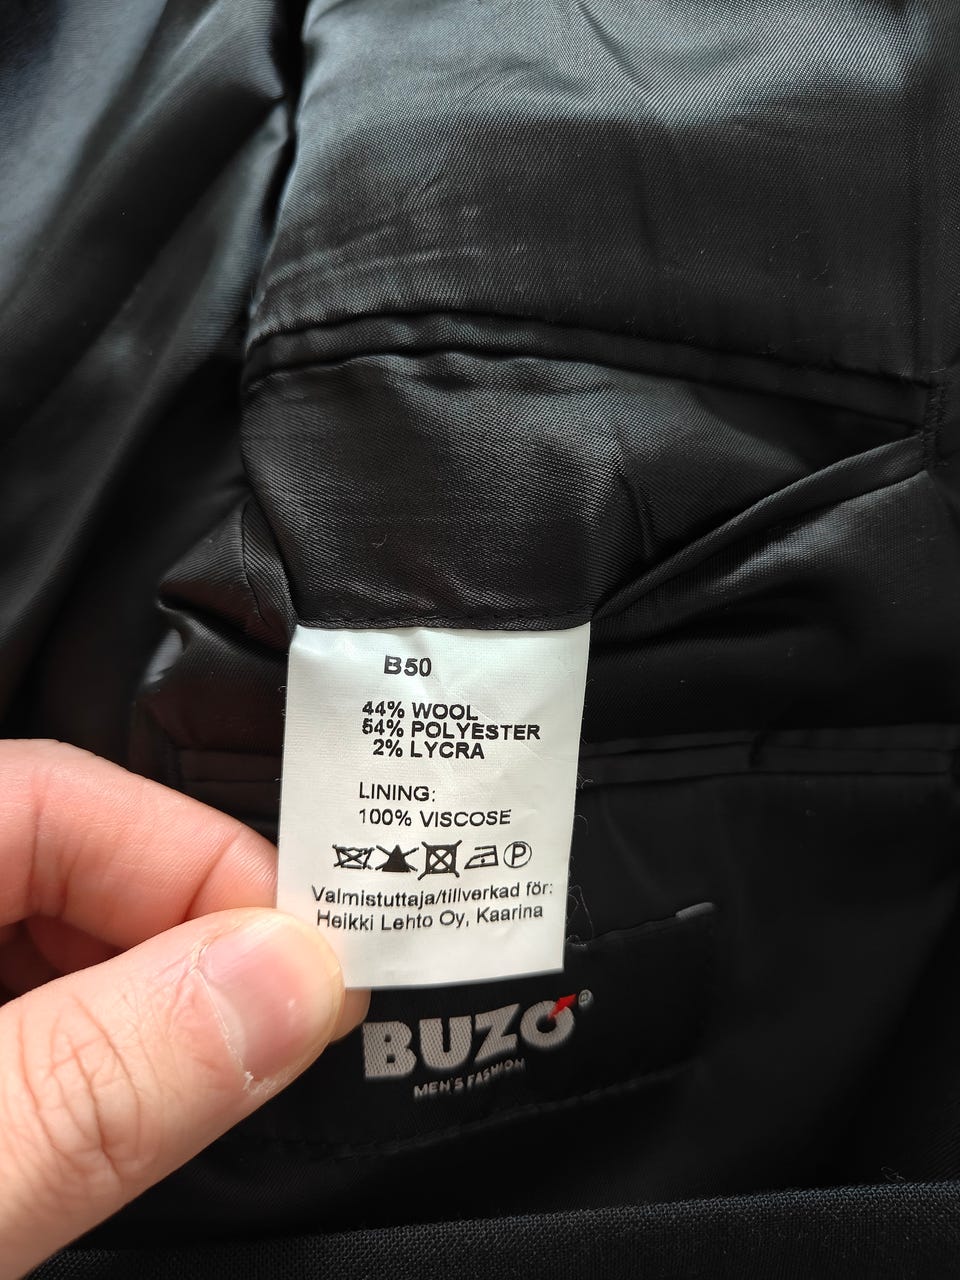 B50
44% WOOL
54% POLYESTER
2% LYCRA
LINING:
100% VISCOSE
P
Valmistuttaja/tillverkad för:
Heikki Lehto Oy, Kaarina
BUZO®
MEN'S FASHION